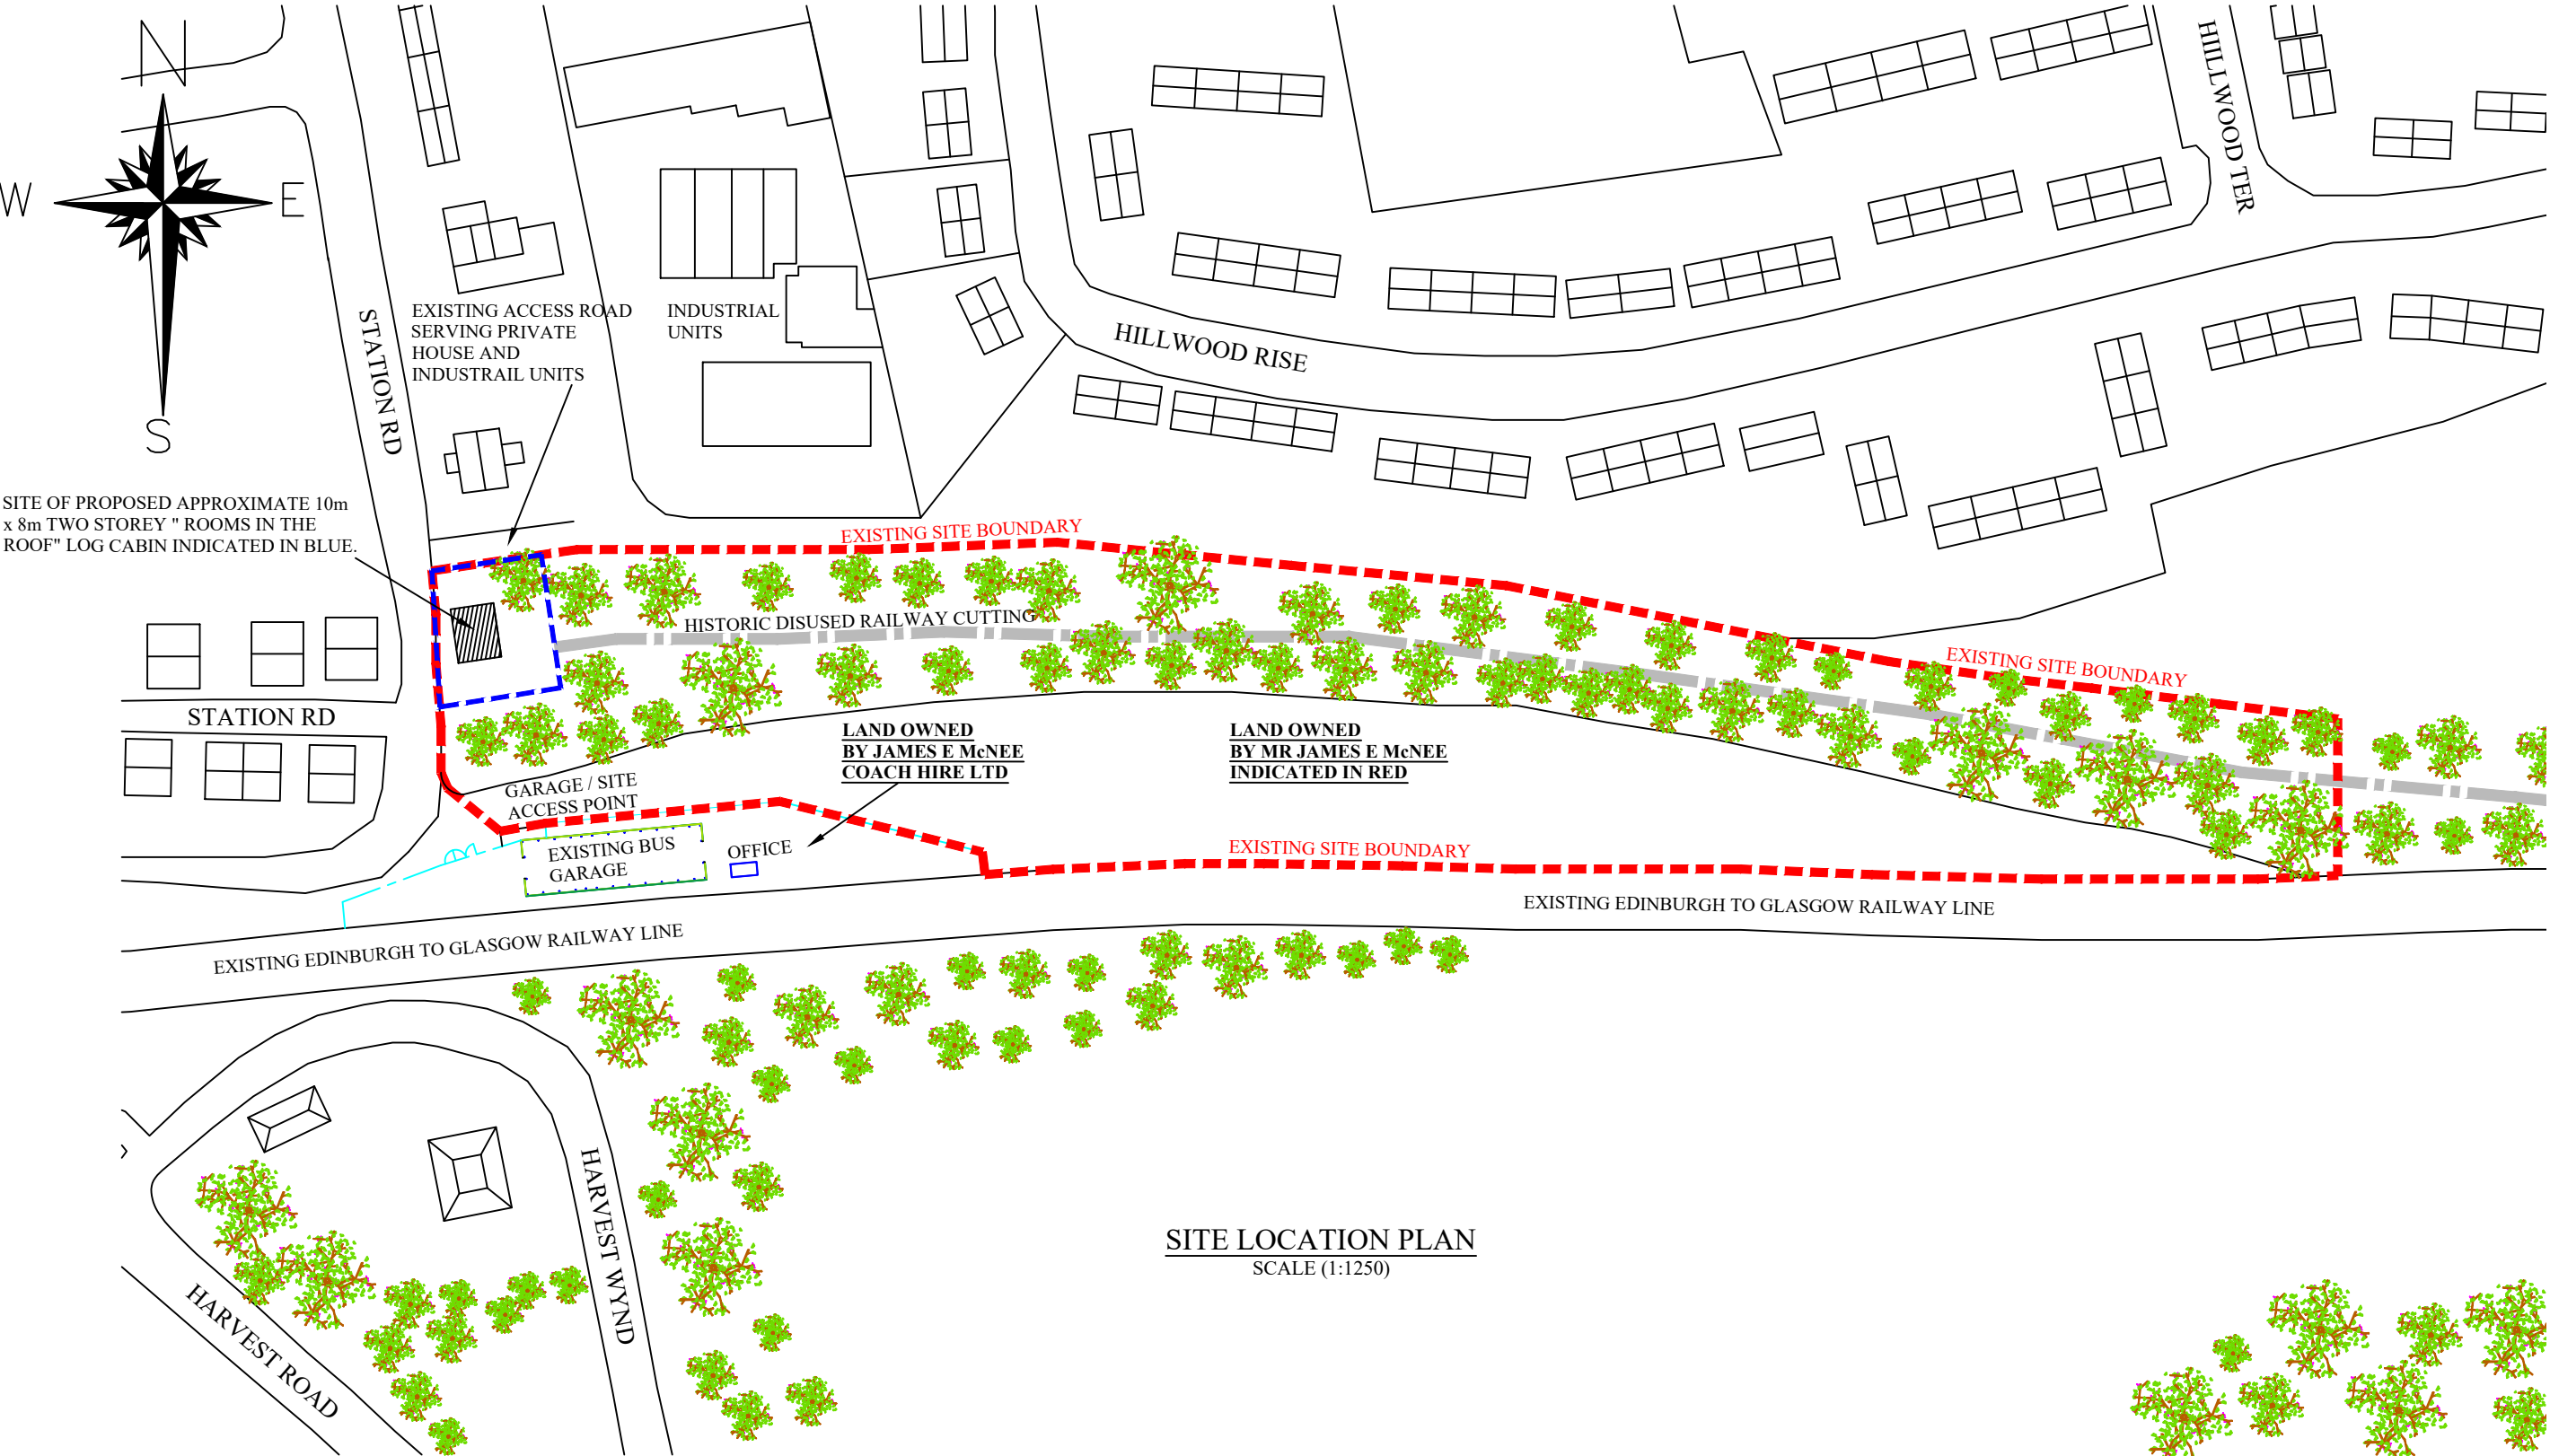 N
W
E
S
HILLWOOD TER
STATION RD
EXISTING ACCESS ROAD
SERVING PRIVATE
HOUSE AND
INDUSTRAIL UNITS
INDUSTRIAL
UNITS
HILLWOOD RISE
SITE OF PROPOSED APPROXIMATE 10m
x 8m TWO STOREY " ROOMS IN THE
ROOF" LOG CABIN INDICATED IN BLUE.
EXISTING SITE BOUNDARY
HISTORIC DISUSED RAILWAY CUTTING
EXISTING SITE BOUNDARY
STATION RD
LAND OWNED
BY JAMES E McNEE
COACH HIRE LTD
LAND OWNED
BY MR JAMES E McNEE
INDICATED IN RED
GARAGE / SITE
ACCESS POINT
EXISTING BUS
GARAGE
OFFICE
EXISTING SITE BOUNDARY
EXISTING EDINBURGH TO GLASGOW RAILWAY LINE
EXISTING EDINBURGH TO GLASGOW RAILWAY LINE
HARVEST WYND
HARVEST ROAD
SITE LOCATION PLAN
SCALE (1:1250)